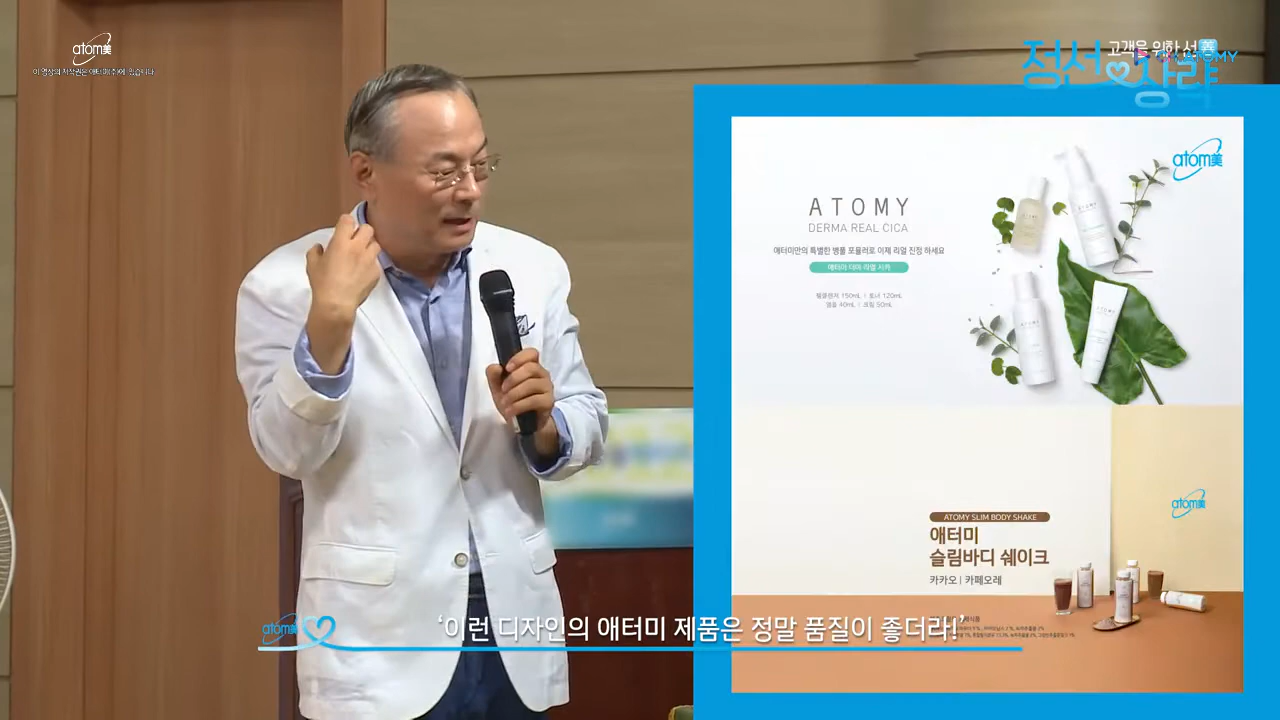 atom美
이 영상의 저작권은 애터미(주)에 있습니다
고객을 위한 선善
정선 상략
ATOMY
atom美
ATOMY
DERMA REAL CICA
애터미만의 특별한 병풀 포뮬러로 이제 리얼 진정 하세요
애터미 더마 리얼 시카
필클렌저 150mL | 토너 120mL
앰플 40mL | 크림 50mL
ATOMY
ATOMY
ATOMY
atom美
ATOMY SLIM BODY SHAKE
애터미
슬림바디 쉐이크
카카오 | 카페오레
atom美
'이런 디자인의 애터미 제품은 정말 품질이 좋더라!'